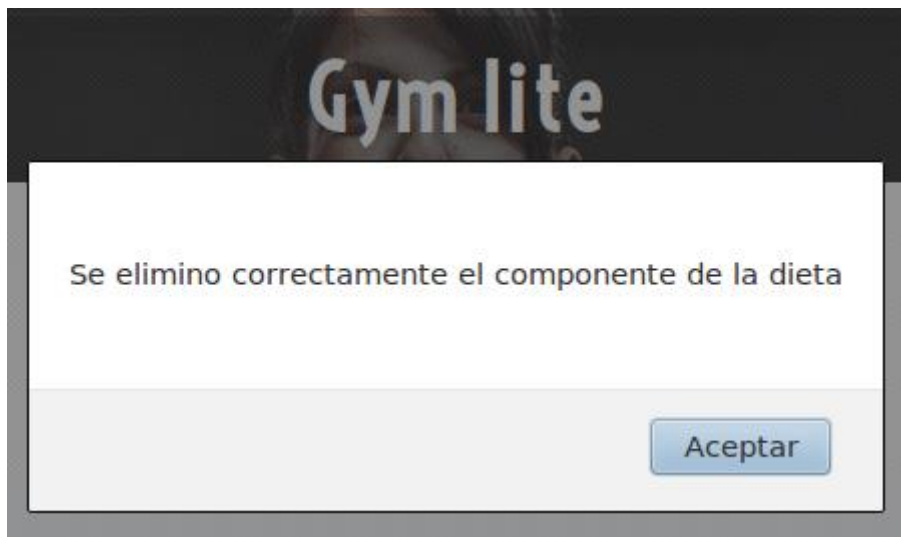 Gym lite
Se elimino correctamente el componente de la dieta
Aceptar